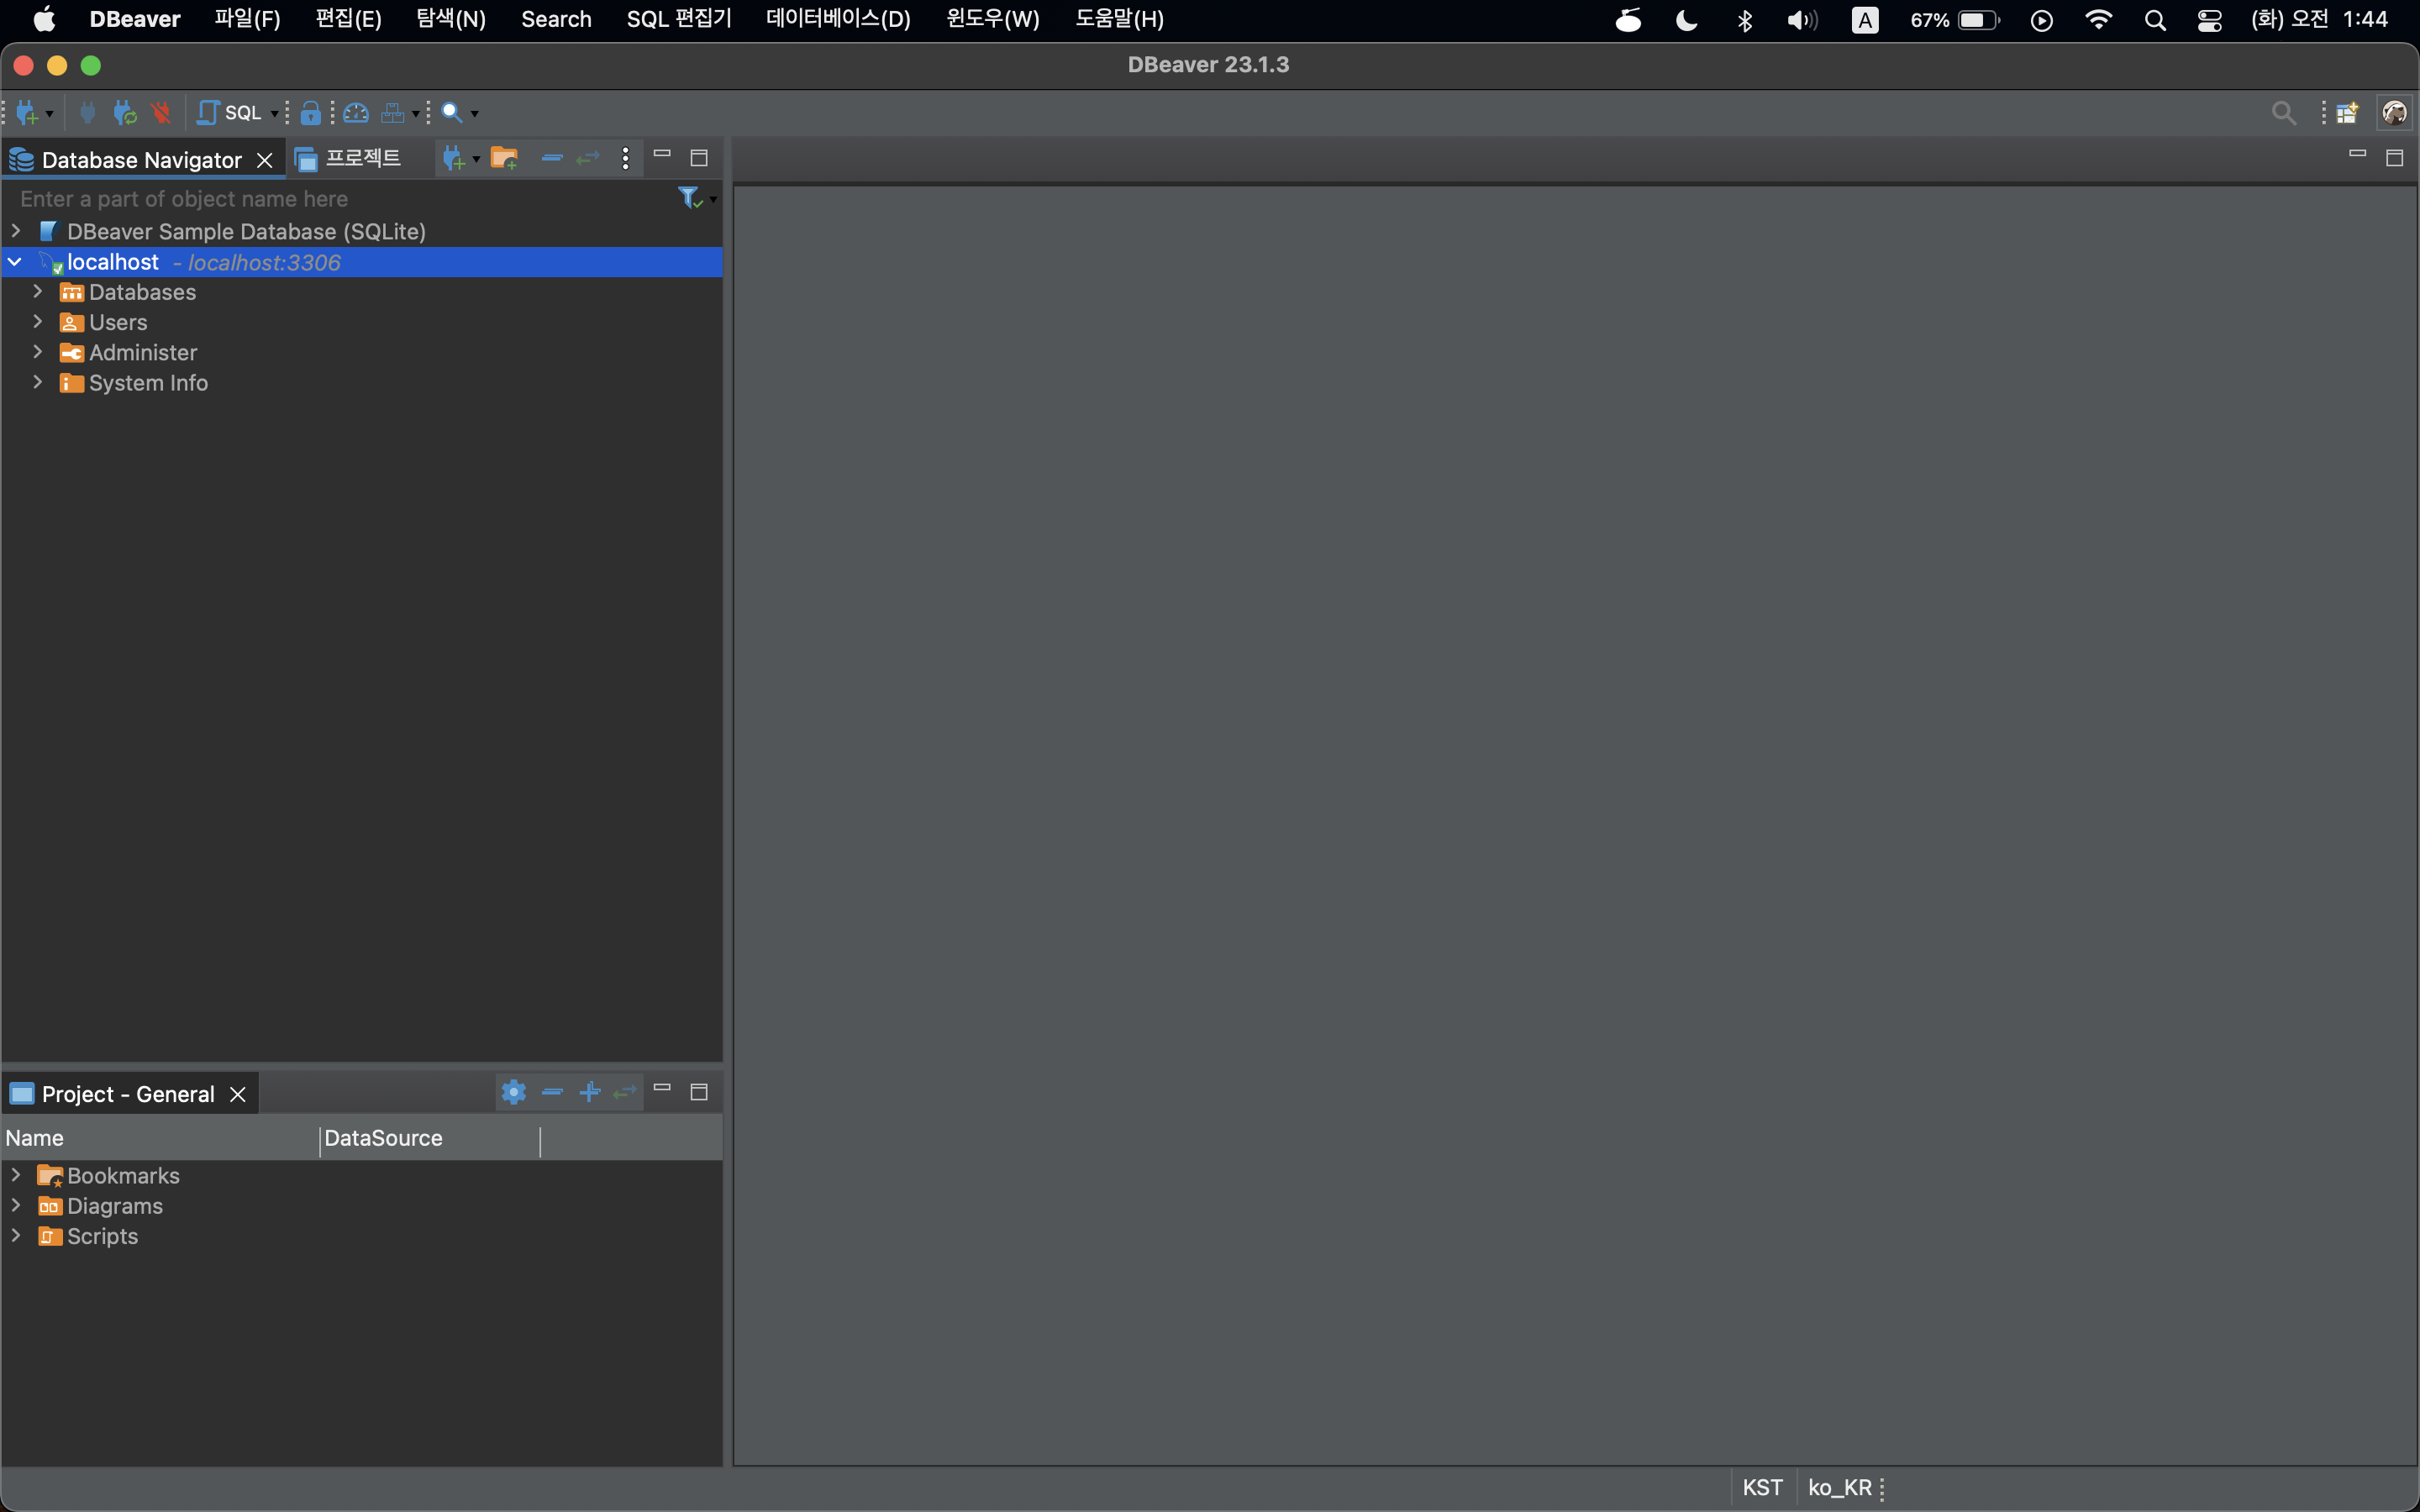 DBeaver 파일(F) 편집(E) 탐색(N) Search SQL 편집기 데이터베이스(D) 윈도우(W) 도움말(H) A 67% (화) 오전 1:44
DBeaver 23.1.3
SQL
Database Navigator 프로젝트
Enter a part of object name here
DBeaver Sample Database (SQLite)
localhost - localhost:3306
Databases
Users
Administer
System Info
Project - General
Name DataSource
Bookmarks
Diagrams
Scripts
KST ko_KR